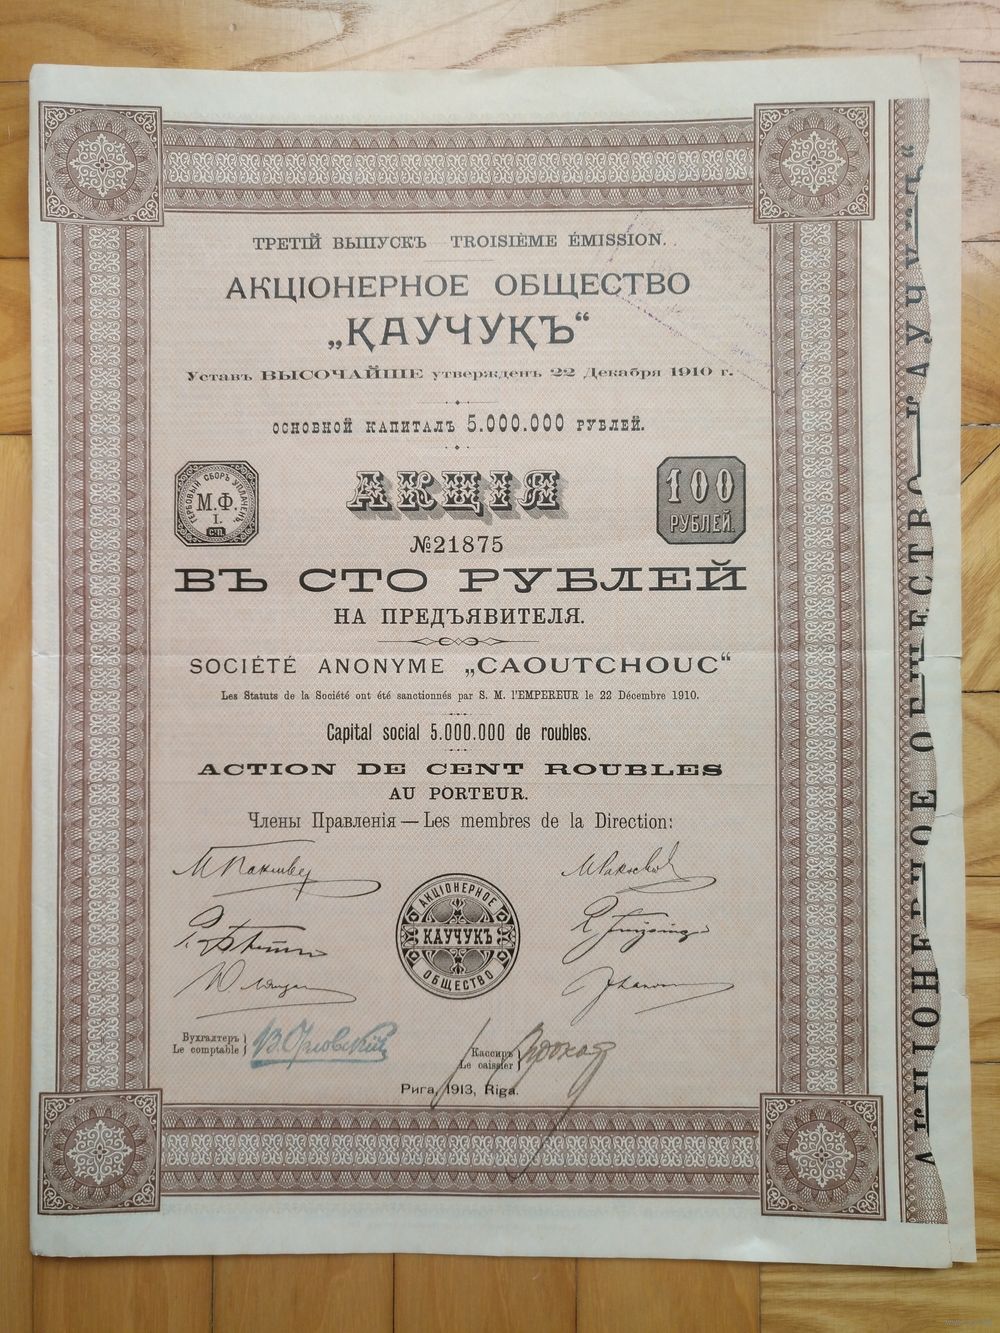 ТРЕТІЙ ВЫПУСКЪ TROISIÈME ÉMISSION.
АКЦІОНЕРНОЕ ОБЩЕСТВО
„КАУЧУКЪ“
Уставъ ВЫСОЧАЙШЕ утвержденъ 22 Декабря 1910 г.
ОСНОВНОЙ КАПИТАЛЪ 5.000.000 РУБЛЕЙ.
ГЕРБОВЫЙ СБОРЪ УПЛАЧЕНЪ.
М.Ф.
I.
АКЦІЯ
100
РУБЛЕЙ.
№21875
ВЪ СТО РУБЛЕЙ
НА ПРЕДЪЯВИТЕЛЯ.
SOCIÉTÉ ANONYME „CAOUTCHOUC“
Les Statuts de la Société ont été sanctionnés par S. M. l'EMPEREUR le 22 Décembre 1910.
Capital social 5.000.000 de roubles.
ACTION DE CENT ROUBLES
AU PORTEUR.
Члены Правленія — Les membres de la Direction:
АКЦІОНЕРНОЕ
КАУЧУКЪ
ОБЩЕСТВО
Бухгалтеръ
Le comptable
В. Орловскій
Кассиръ
Le caissier
Рига, 1913, Riga.
АКЦІОНЕРНОЕ ОБЩЕСТВО „КАУЧУКЪ“